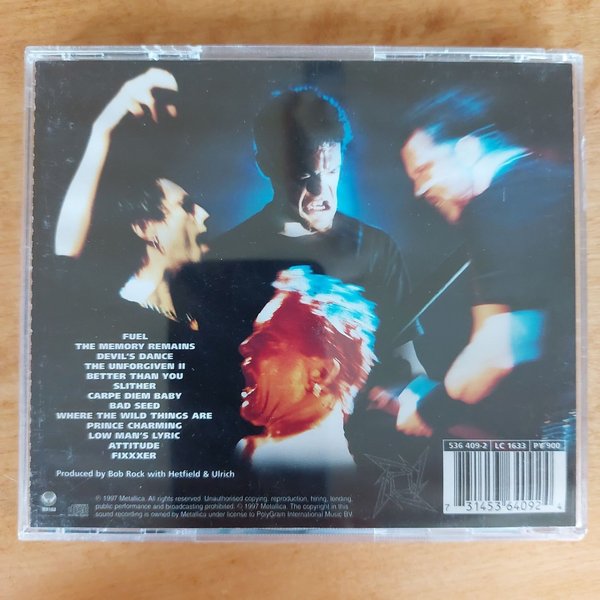 FUEL
THE MEMORY REMAINS
DEVIL'S DANCE
THE UNFORGIVEN II
BETTER THAN YOU
SLITHER
CARPE DIEM BABY
BAD SEED
WHERE THE WILD THINGS ARE
PRINCE CHARMING
LOW MAN'S LYRIC
ATTITUDE
FIXXXER
Produced by Bob Rock with Hetfield & Ulrich
536 409-2 LC 1633 PY 900
7 31453 64092 4
℗ 1997 Metallica. All rights reserved. Unauthorised copying, reproduction, hiring, lending,
public performance and broadcasting prohibited. © 1997 Metallica. The copyright in this
sound recording is owned by Metallica under license to PolyGram International Music BV.